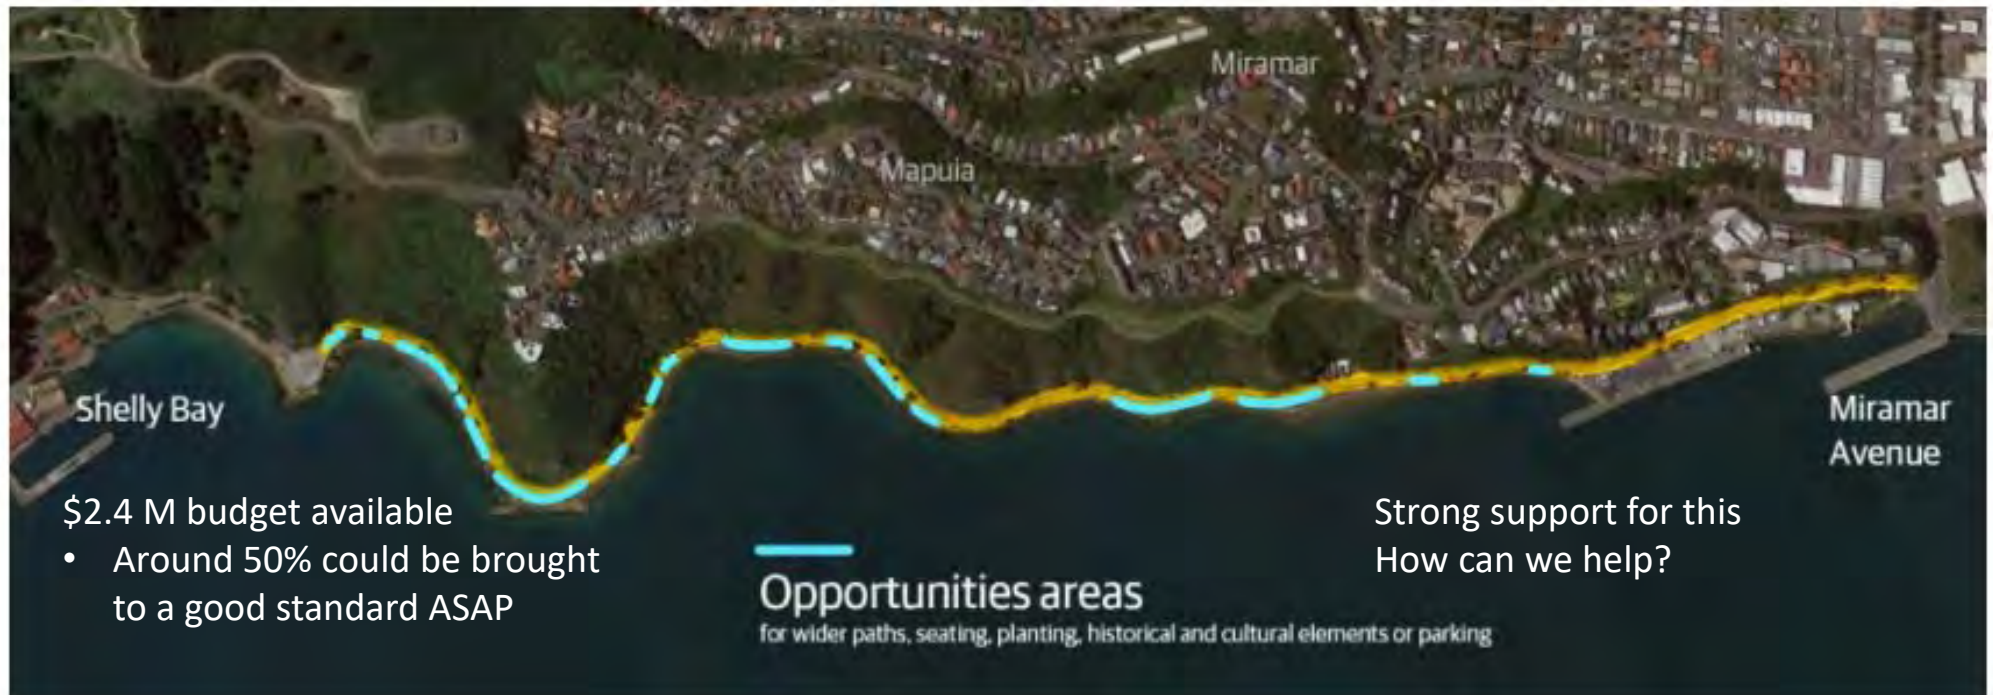 Miramar
Mapuia
Shelly Bay
Miramar
Avenue
$2.4 M budget available
• Around 50% could be brought
to a good standard ASAP
Strong support for this
How can we help?
Opportunities areas
for wider paths, seating, planting, historical and cultural elements or parking